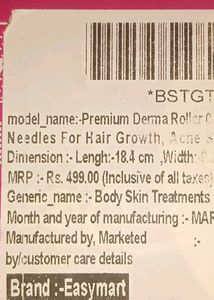 *BSTGT
model_name:-Premium Derma Roller
Needles For Hair Growth, Acne S
Dimension :- Lengh:-18.4 cm ,Width:-
MRP :- Rs. 499.00 (Inclusive of all taxes)
Generic_name :- Body Skin Treatments
Month and year of manufacturing :- MAR
Manufactured by, Marketed :-
by/customer care details
Brand :-Easymart